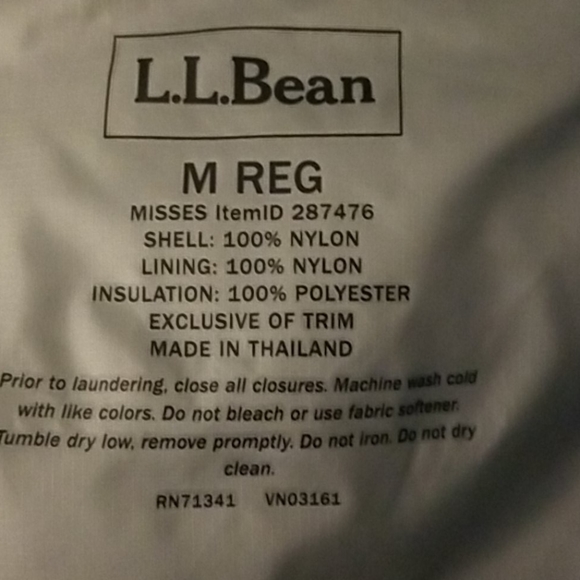 L.L.Bean
M REG
MISSES ItemID 287476
SHELL: 100% NYLON
LINING: 100% NYLON
INSULATION: 100% POLYESTER
EXCLUSIVE OF TRIM
MADE IN THAILAND
Prior to laundering, close all closures. Machine wash cold
with like colors. Do not bleach or use fabric softener.
Tumble dry low, remove promptly. Do not iron. Do not dry
clean.
RN71341 VN03161